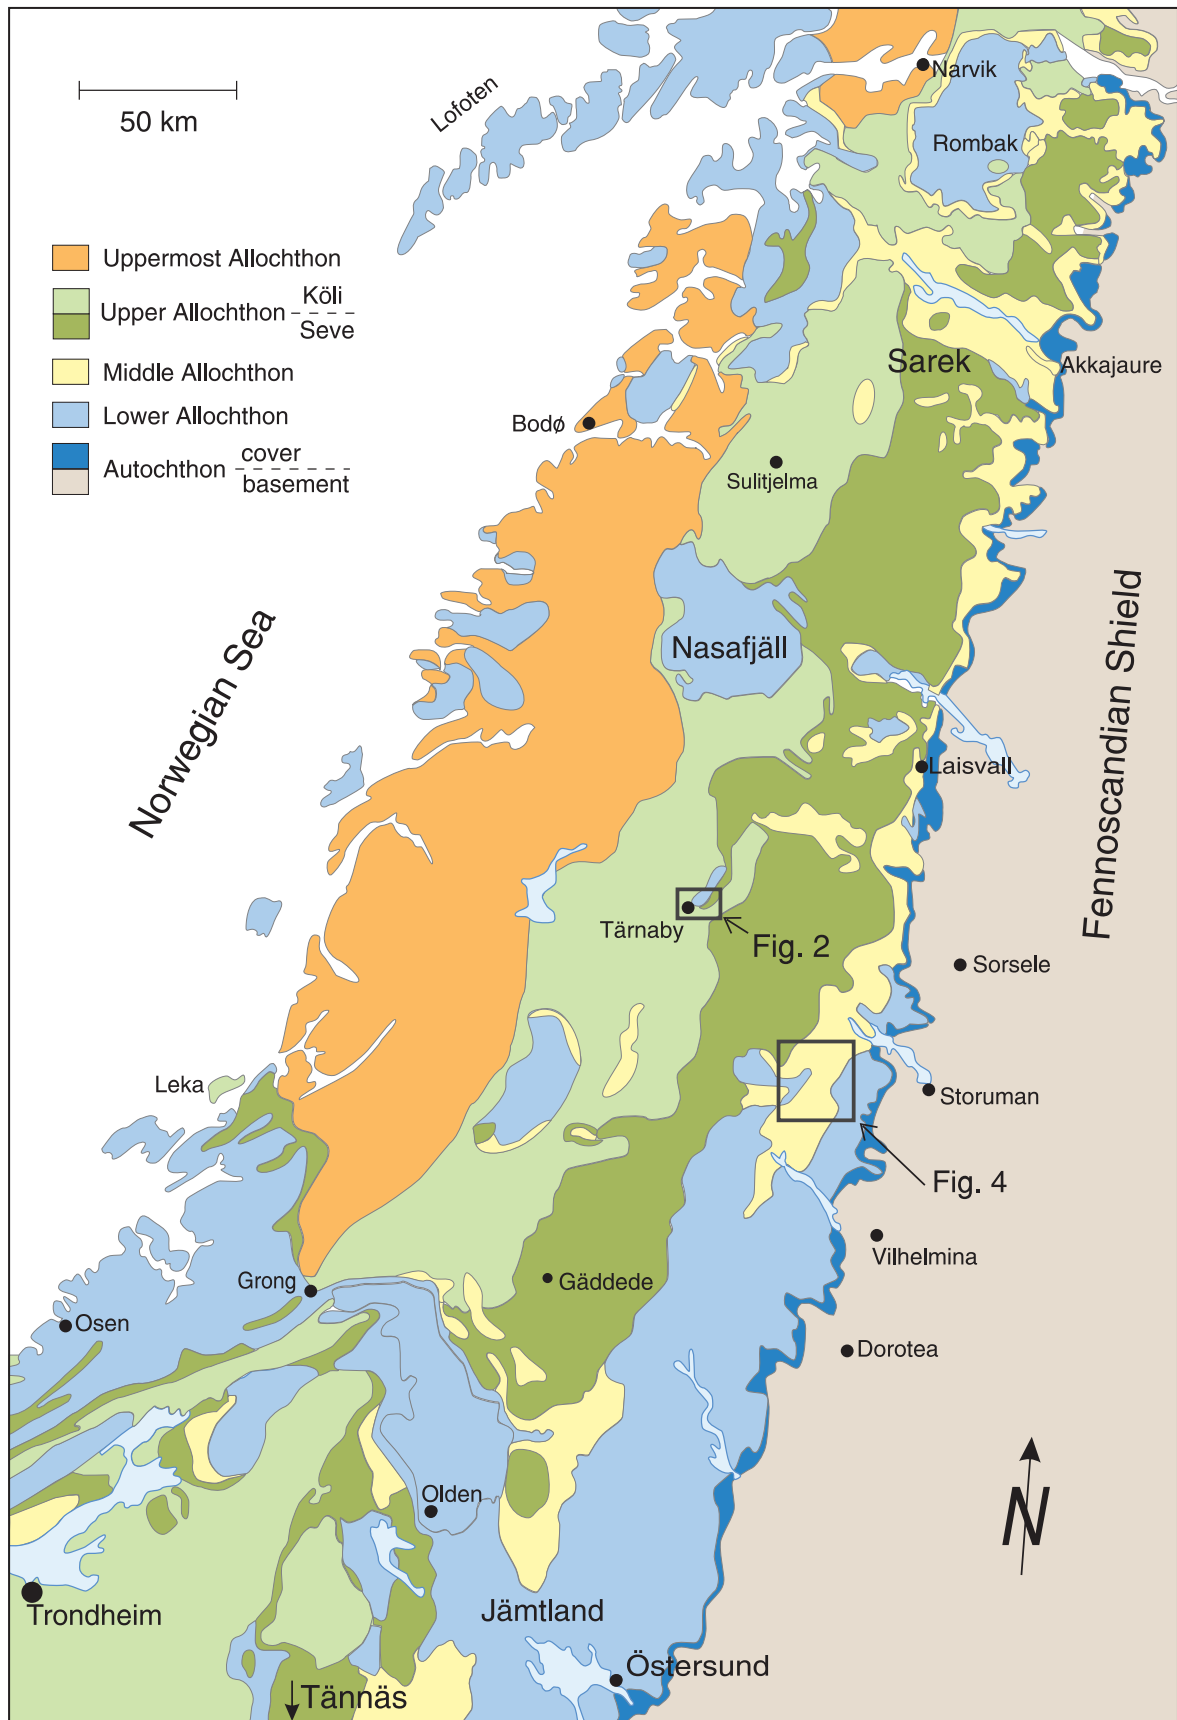 Narvik
Lofoten
50 km
Rombak
Uppermost Allochthon
Upper Allochthon
Köli
Seve
Middle Allochthon
Lower Allochthon
Autochthon
cover
basement
Sarek
Akkajaure
Bodø
Sulitjelma
Norwegian Sea
Nasafjäll
Fennoscandian Shield
Laisvall
Tärnaby
Fig. 2
Sorsele
Leka
Storuman
Fig. 4
Vilhelmina
Grong
Gäddede
Osen
Dorotea
Olden
N
Trondheim
Jämtland
Östersund
Tännäs